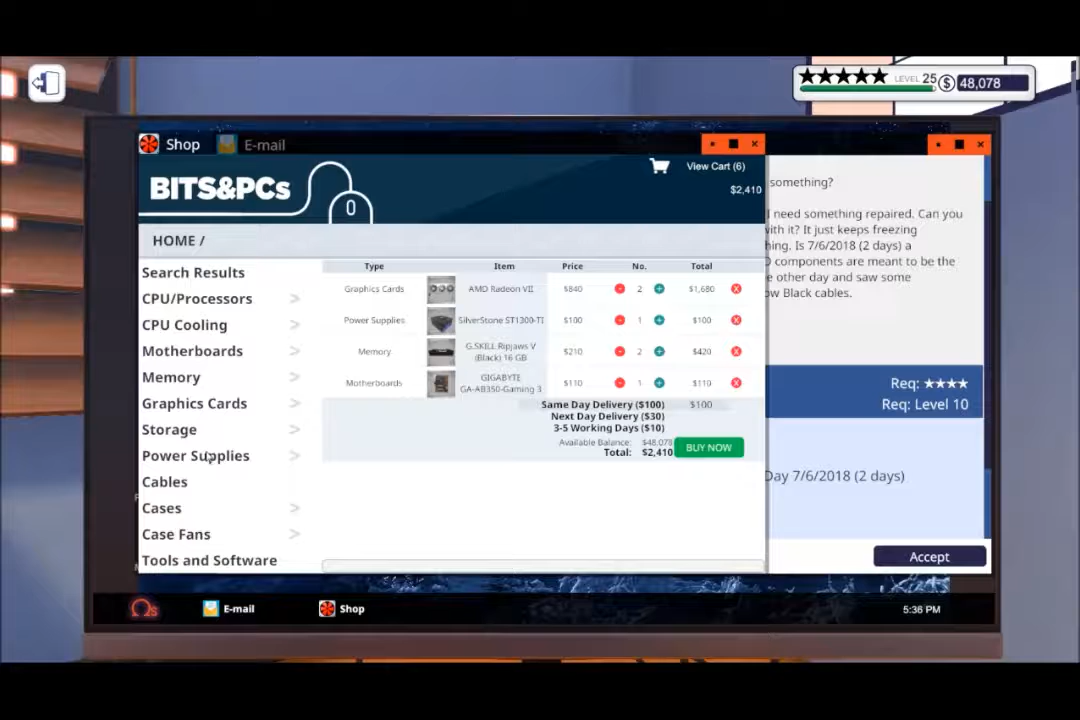 ★★★★★ LEVEL 25 $ 48,078
Shop E-mail
BITS&PCs
View Cart (6)
$2,410
HOME /
Search Results
CPU/Processors >
CPU Cooling >
Motherboards >
Memory >
Graphics Cards >
Storage >
Power Supplies >
Cables
Cases >
Case Fans >
Tools and Software
Type Item Price No. Total
Graphics Cards AMD Radeon VII $840 2 $1,680
Power Supplies SilverStone ST1300-TI $100 1 $100
Memory G.SKILL Ripjaws V
(Black) 16 GB $210 2 $420
Motherboards GIGABYTE
GA-AB350-Gaming 3 $110 1 $110
Same Day Delivery ($100) $100
Next Day Delivery ($30)
3-5 Working Days ($10)
Available Balance: $48,078
Total: $2,410
BUY NOW
something?
I need something repaired. Can you
with it? It just keeps freezing
hing. Is 7/6/2018 (2 days) a
components are meant to be the
e other day and saw some
ow Black cables.
Req: ★★★★
Req: Level 10
Day 7/6/2018 (2 days)
Accept
E-mail Shop 5:36 PM